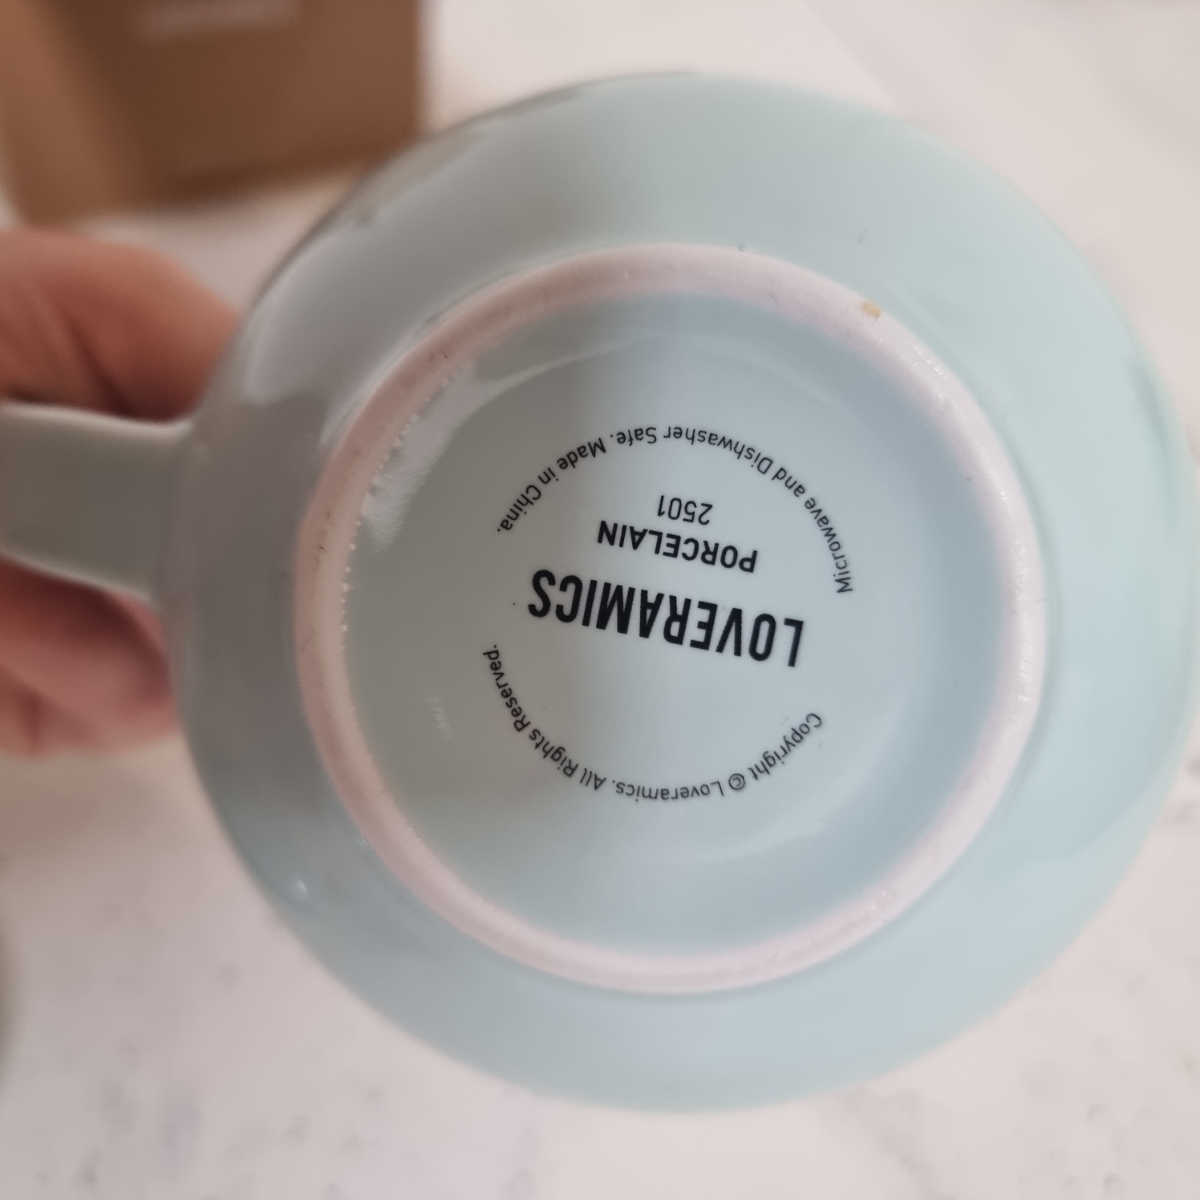 Microwave and Dishwasher Safe. Made in China.
2501
PORCELAIN
LOVERAMICS
Copyright © Loveramics. All Rights Reserved.